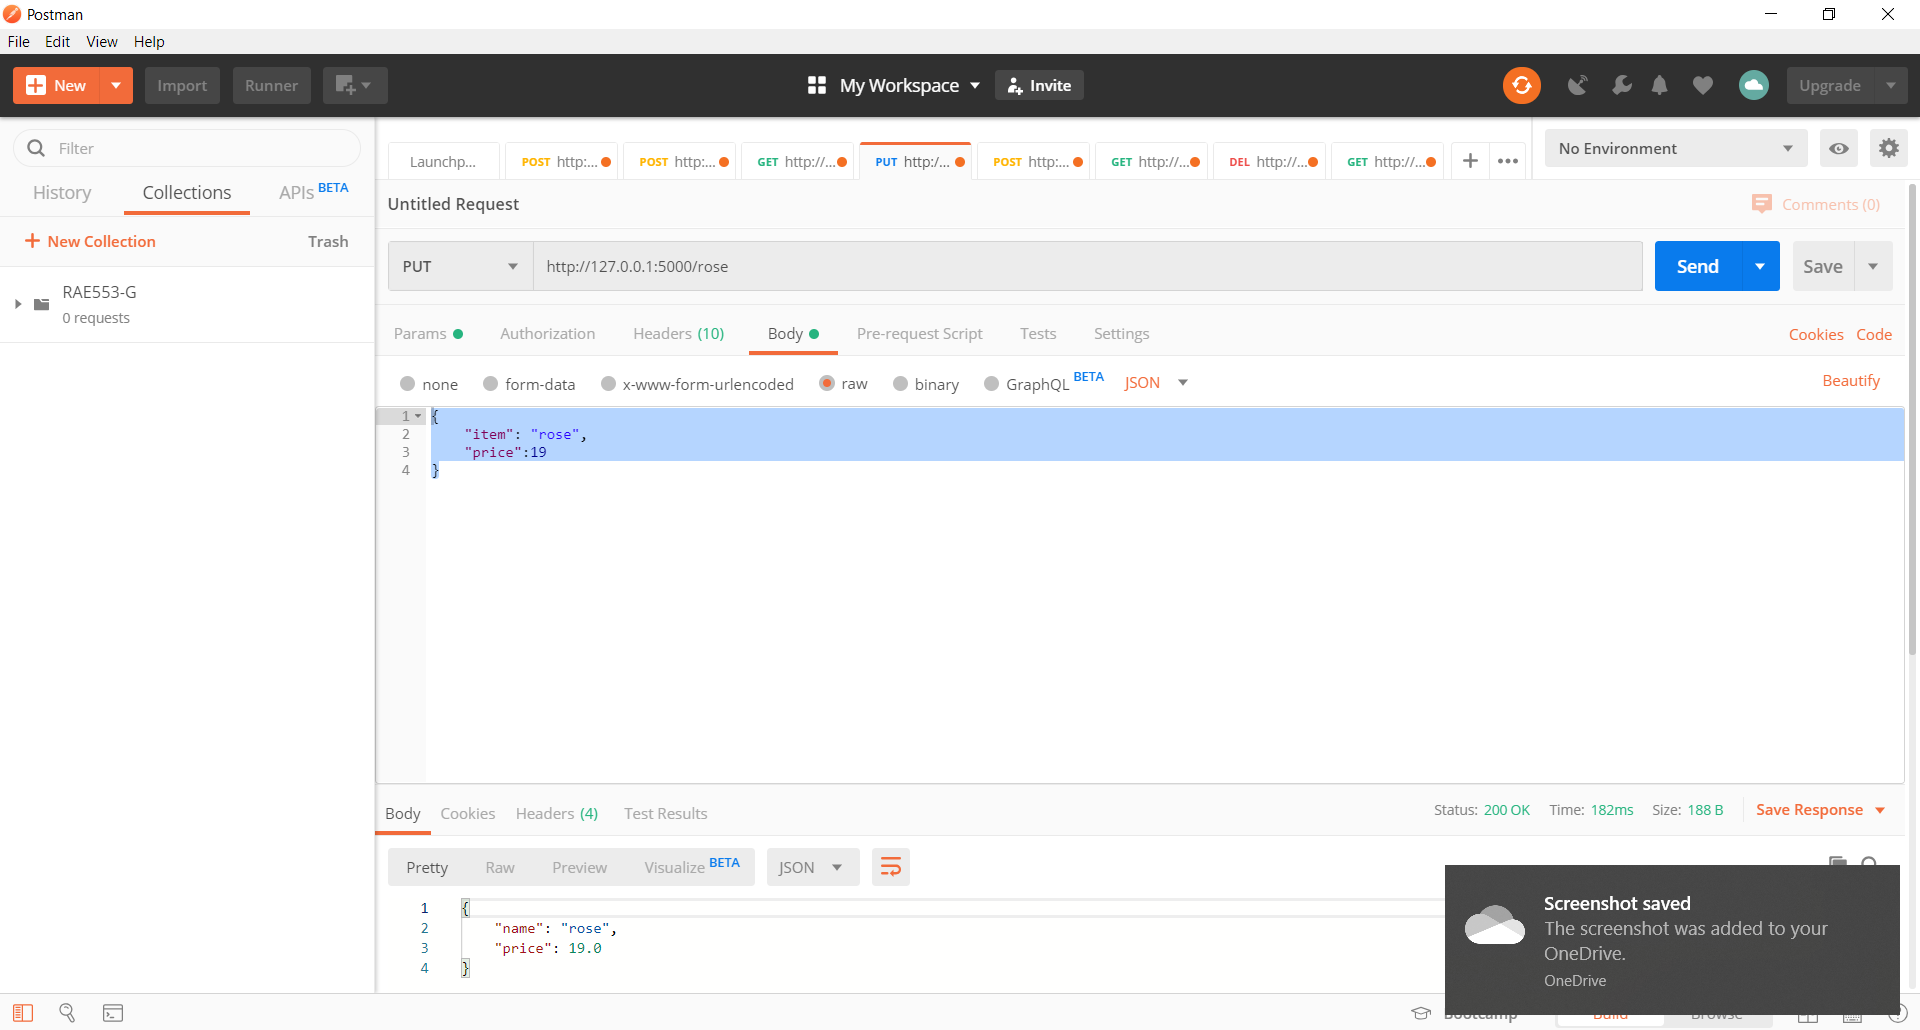 Postman
File Edit View Help
New Import Runner My Workspace Invite Upgrade
Filter
History Collections APIs BETA
New Collection Trash
RAE553-G
0 requests
Launchp... POST http:... POST http:... GET http://... PUT http:/... POST http:... GET http://... DEL http://... GET http://...
No Environment
Untitled Request Comments (0)
PUT http://127.0.0.1:5000/rose Send Save
Params Authorization Headers (10) Body Pre-request Script Tests Settings Cookies Code
none form-data x-www-form-urlencoded raw binary GraphQL BETA JSON Beautify
1 {
2 "item": "rose",
3 "price":19
4 }
Body Cookies Headers (4) Test Results Status: 200 OK Time: 182ms Size: 188 B Save Response
Pretty Raw Preview Visualize BETA JSON
1 {
2 "name": "rose",
3 "price": 19.0
4 }
Screenshot saved
The screenshot was added to your
OneDrive.
OneDrive
Bootcamp Build Browse